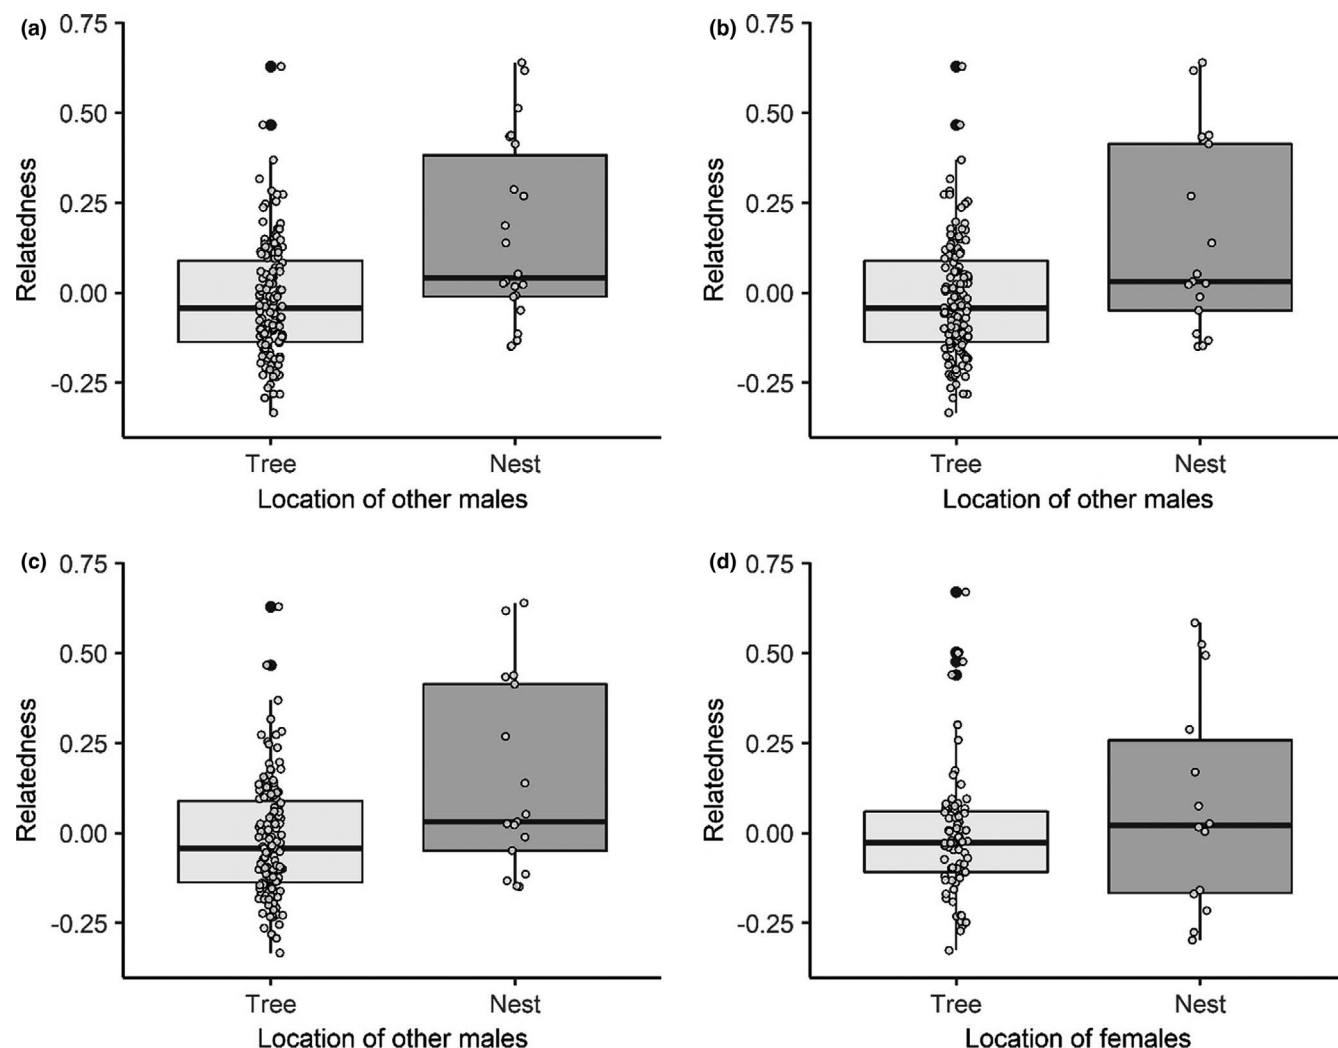 (a)
0.75
0.50
0.25
0.00
-0.25
Relatedness
Tree
Nest
Location of other males
(b)
0.75
0.50
0.25
0.00
-0.25
Relatedness
Tree
Nest
Location of other males
(c)
0.75
0.50
0.25
0.00
-0.25
Relatedness
Tree
Nest
Location of other males
(d)
0.75
0.50
0.25
0.00
-0.25
Relatedness
Tree
Nest
Location of females